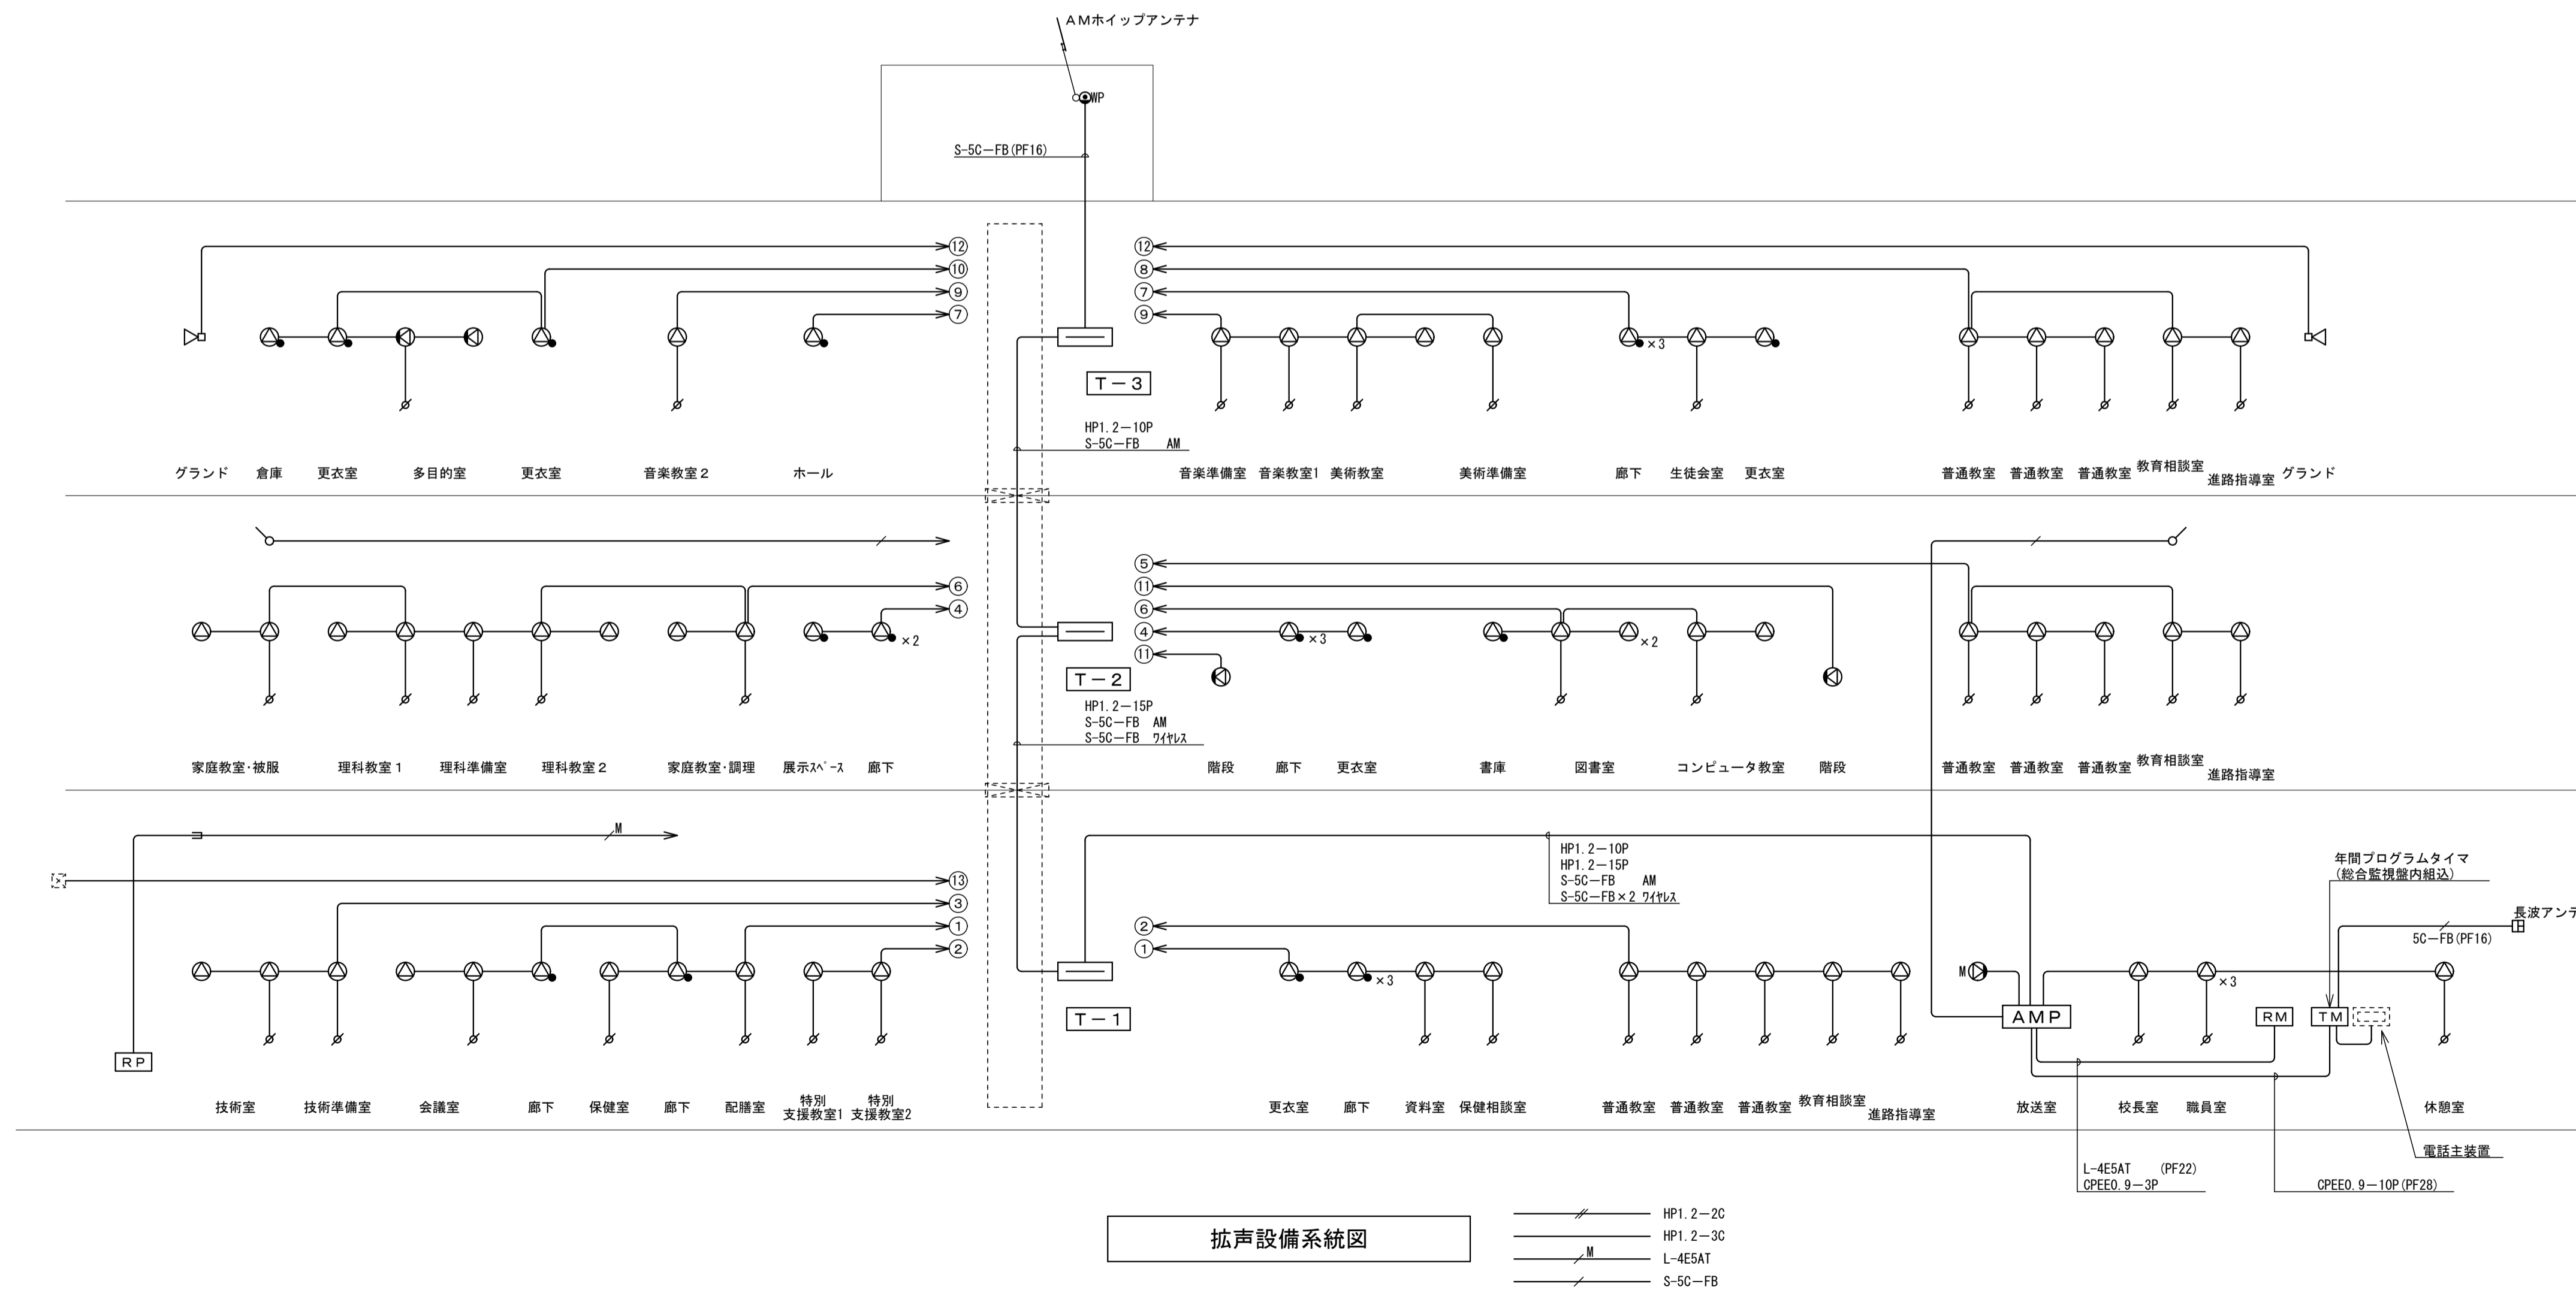 AMホイップアンテナ
WP
S-5C-FB(PF16)
⑫
⑩
⑨
⑦
⑫
⑧
⑦
⑨
×3
T-3
HP1.2-10P
S-5C-FB AM
グランド 倉庫 更衣室 多目的室 更衣室 音楽教室2 ホール
音楽準備室 音楽教室1 美術教室 美術準備室 廊下 生徒会室 更衣室 普通教室 普通教室 普通教室 教育相談室 進路指導室 グランド
⑥
④
×2
⑤
⑪
⑥
④
⑪
×3
×2
T-2
HP1.2-15P
S-5C-FB AM
S-5C-FB ワイヤレス
家庭教室・被服 理科教室1 理科準備室 理科教室2 家庭教室・調理 展示スペース 廊下
階段 廊下 更衣室 書庫 図書室 コンピュータ教室 階段 普通教室 普通教室 普通教室 教育相談室 進路指導室
M
⑬
③
①
②
②
①
×3
HP1.2-10P
HP1.2-15P
S-5C-FB AM
S-5C-FB×2 ワイヤレス
年間プログラムタイマ
(総合監視盤内組込)
長波アンテ
5C-FB(PF16)
M
×3
T-1
AMP
RM
TM
RP
技術室 技術準備室 会議室 廊下 保健室 廊下 配膳室
特別
支援教室1
特別
支援教室2
更衣室 廊下 資料室 保健相談室 普通教室 普通教室 普通教室 教育相談室 進路指導室 放送室 校長室 職員室 休憩室
電話主装置
L-4E5AT (PF22)
CPEE0.9-3P
CPEE0.9-10P(PF28)
拡声設備系統図
HP1.2-2C
HP1.2-3C
M
L-4E5AT
S-5C-FB